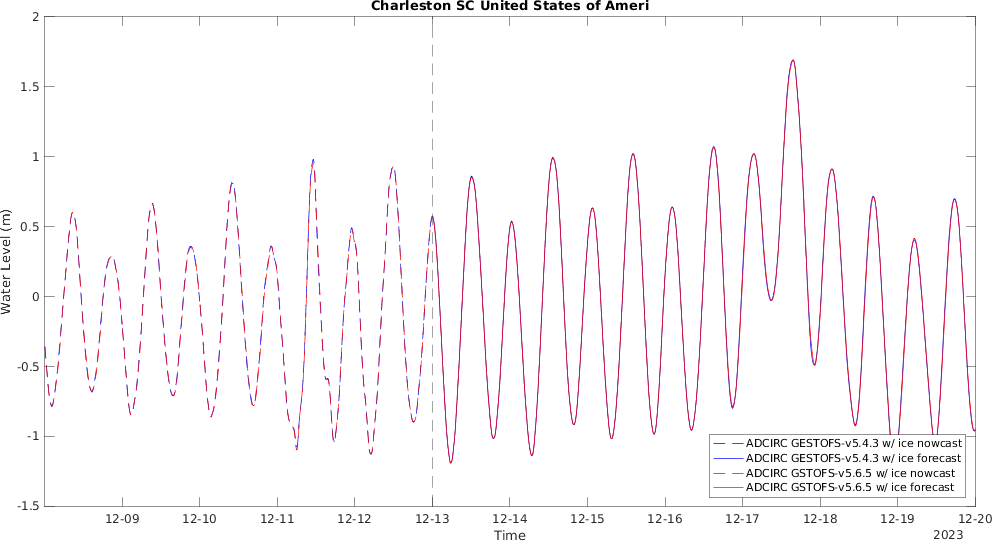 Charleston SC United States of Ameri
2
1.5
1
0.5
0
-0.5
-1
-1.5
Water Level (m)
ADCIRC GESTOFS-v5.4.3 w/ ice nowcast
ADCIRC GESTOFS-v5.4.3 w/ ice forecast
ADCIRC GSTOFS-v5.6.5 w/ ice nowcast
ADCIRC GSTOFS-v5.6.5 w/ ice forecast
12-09 12-10 12-11 12-12 12-13 12-14 12-15 12-16 12-17 12-18 12-19 12-20
Time
2023